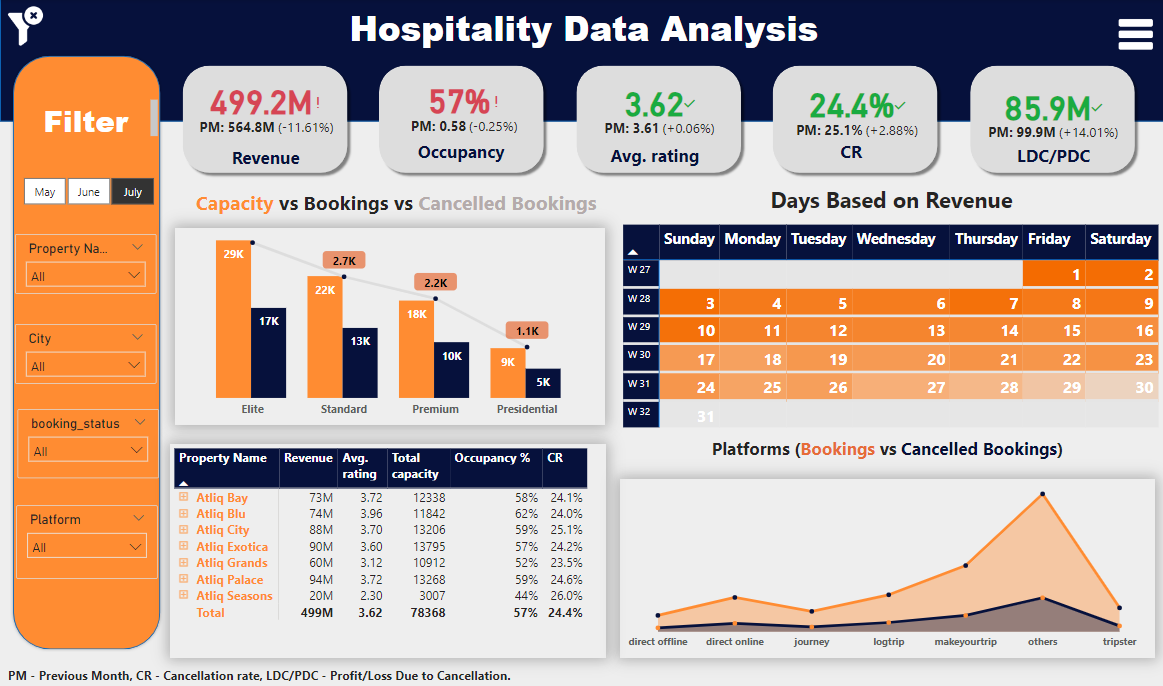 Hospitality Data Analysis
Filter
May June July
Property Na...
All
City
All
booking_status
All
Platform
All
499.2M!
PM: 564.8M (-11.61%)
Revenue
57%!
PM: 0.58 (-0.25%)
Occupancy
3.62✓
PM: 3.61 (+0.06%)
Avg. rating
24.4%✓
PM: 25.1% (+2.88%)
CR
85.9M✓
PM: 99.9M (+14.01%)
LDC/PDC
Capacity vs Bookings vs Cancelled Bookings
29K 17K
2.7K
22K 13K
2.2K
18K 10K
1.1K
9K 5K
Elite Standard Premium Presidential
Days Based on Revenue
Sunday Monday Tuesday Wednesday Thursday Friday Saturday
W 27 1 2
W 28 3 4 5 6 7 8 9
W 29 10 11 12 13 14 15 16
W 30 17 18 19 20 21 22 23
W 31 24 25 26 27 28 29 30
W 32 31
Property Name Revenue Avg. rating Total capacity Occupancy % CR
Atliq Bay 73M 3.72 12338 58% 24.1%
Atliq Blu 74M 3.96 11842 62% 24.0%
Atliq City 88M 3.70 13206 59% 25.1%
Atliq Exotica 90M 3.60 13795 57% 24.2%
Atliq Grands 60M 3.12 10912 52% 23.5%
Atliq Palace 94M 3.72 13268 59% 24.6%
Atliq Seasons 20M 2.30 3007 44% 26.0%
Total 499M 3.62 78368 57% 24.4%
Platforms (Bookings vs Cancelled Bookings)
direct offline direct online journey logtrip makeyourtrip others tripster
PM - Previous Month, CR - Cancellation rate, LDC/PDC - Profit/Loss Due to Cancellation.